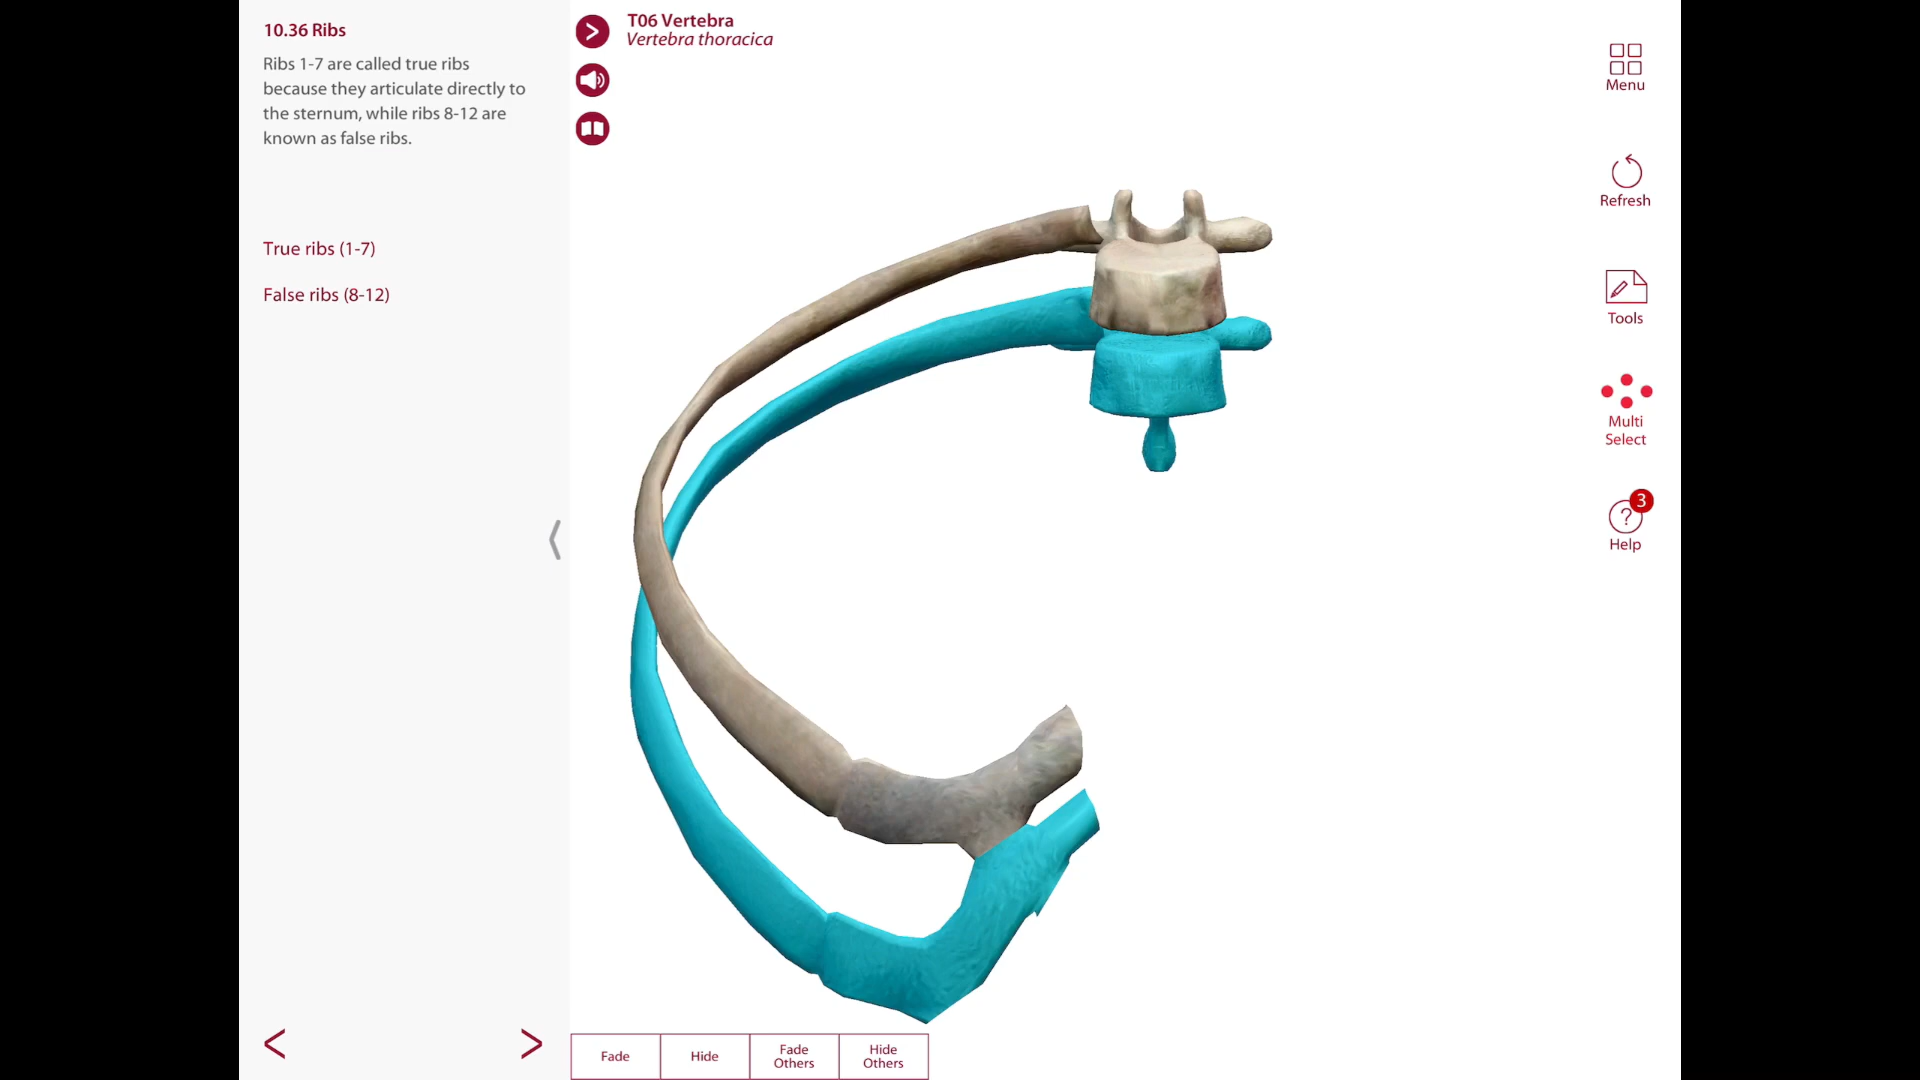 10.36 Ribs
Ribs 1-7 are called true ribs
because they articulate directly to
the sternum, while ribs 8-12 are
known as false ribs.
True ribs (1-7)
False ribs (8-12)
T06 Vertebra
Vertebra thoracica
Menu
Refresh
Tools
Multi
Select
3
?
Help
Fade
Hide
Fade
Others
Hide
Others